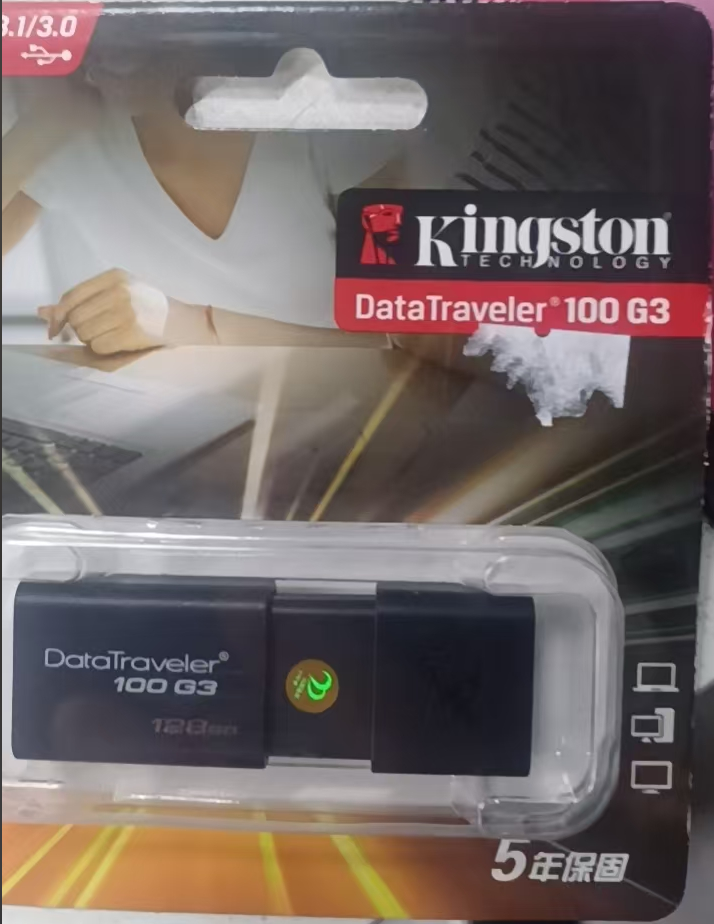 3.1/3.0
Kingston
TECHNOLOGY
DataTraveler® 100 G3
DataTraveler®
100 G3
128GB
5年保固